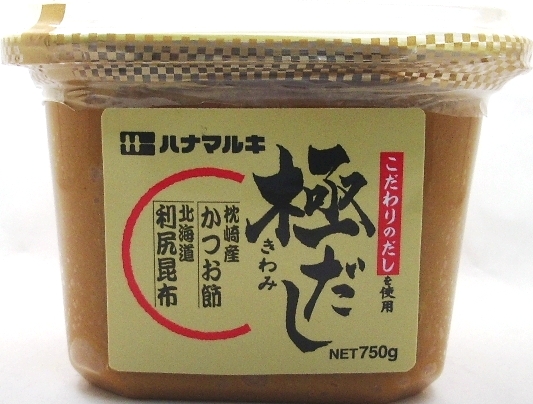 ハナマルキ
こだわりのだしを使用
極だし
きわみ
枕崎産
かつお節
北海道
利尻昆布
NET750g